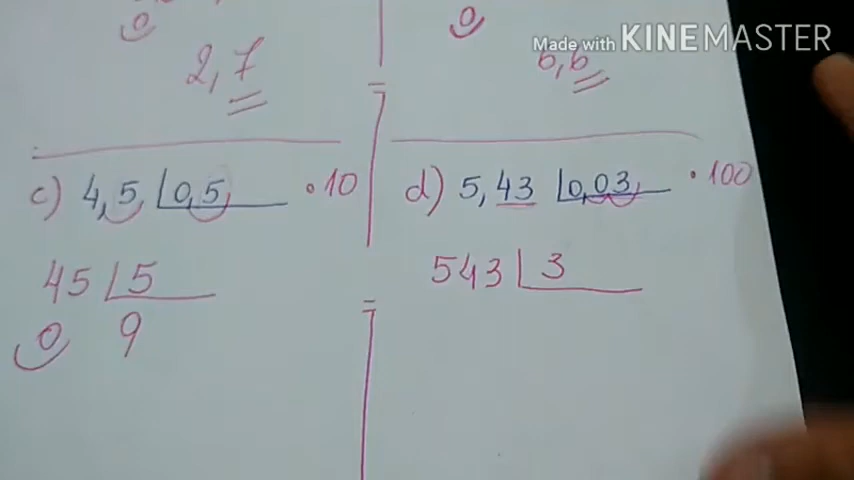 0
2,7
0
6,6
Made with KINEMASTER
c) 4,5 | 0,5 • 10
45 | 5
0 9
d) 5,43 | 0,03 • 100
543 | 3